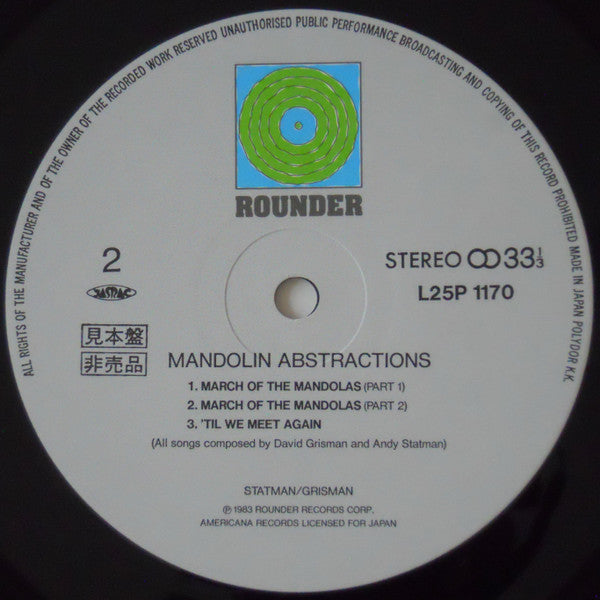 ALL RIGHTS OF THE MANUFACTURER AND OF THE OWNER OF THE RECORDED WORK RESERVED UNAUTHORISED PUBLIC PERFORMANCE BROADCASTING AND COPYING OF THIS RECORD PROHIBITED MADE IN JAPAN POLYDOR K.K.
ROUNDER
2
STEREO 33 1/3
JASRAC
L25P 1170
見本盤
非売品
MANDOLIN ABSTRACTIONS
1. MARCH OF THE MANDOLAS (PART 1)
2. MARCH OF THE MANDOLAS (PART 2)
3. 'TIL WE MEET AGAIN
(All songs composed by David Grisman and Andy Statman)
STATMAN/GRISMAN
℗ 1983 ROUNDER RECORDS CORP.
AMERICANA RECORDS LICENSED FOR JAPAN